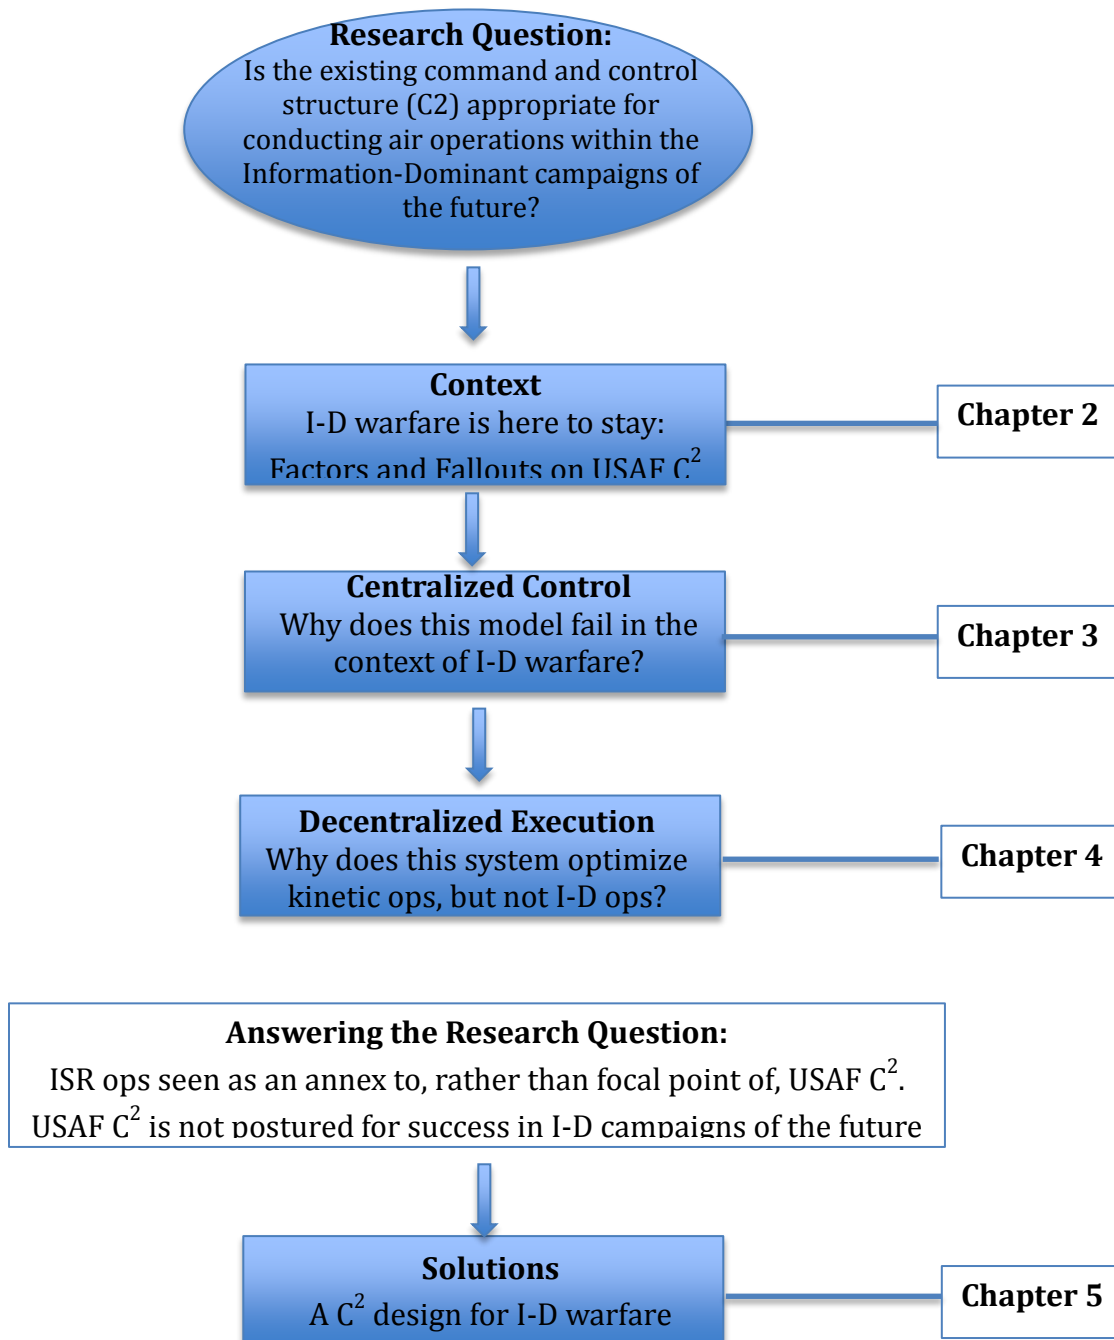 Research Question:
Is the existing command and control
structure (C2) appropriate for
conducting air operations within the
Information-Dominant campaigns of
the future?
Context
I-D warfare is here to stay:
Factors and Fallouts on USAF C²
Chapter 2
Centralized Control
Why does this model fail in the
context of I-D warfare?
Chapter 3
Decentralized Execution
Why does this system optimize
kinetic ops, but not I-D ops?
Chapter 4
Answering the Research Question:
ISR ops seen as an annex to, rather than focal point of, USAF C².
USAF C² is not postured for success in I-D campaigns of the future
Solutions
A C² design for I-D warfare
Chapter 5